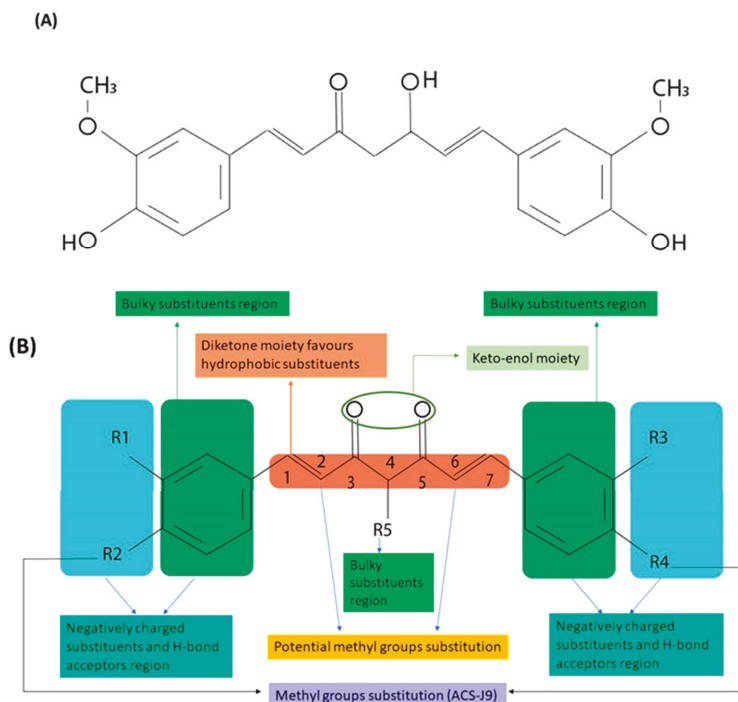 (A)
CH3
O
O
OH
CH3
O
HO
OH
Bulky substituents region
Bulky substituents region
(B)
Diketone moiety favours
hydrophobic substituents
Keto-enol moiety
O
O
R1
R3
1
2
3
4
5
6
7
R2
R5
R4
Bulky
substituents
region
Negatively charged
substituents and H-bond
acceptors region
Negatively charged
substituents and H-bond
acceptors region
Potential methyl groups substitution
Methyl groups substitution (ACS-J9)